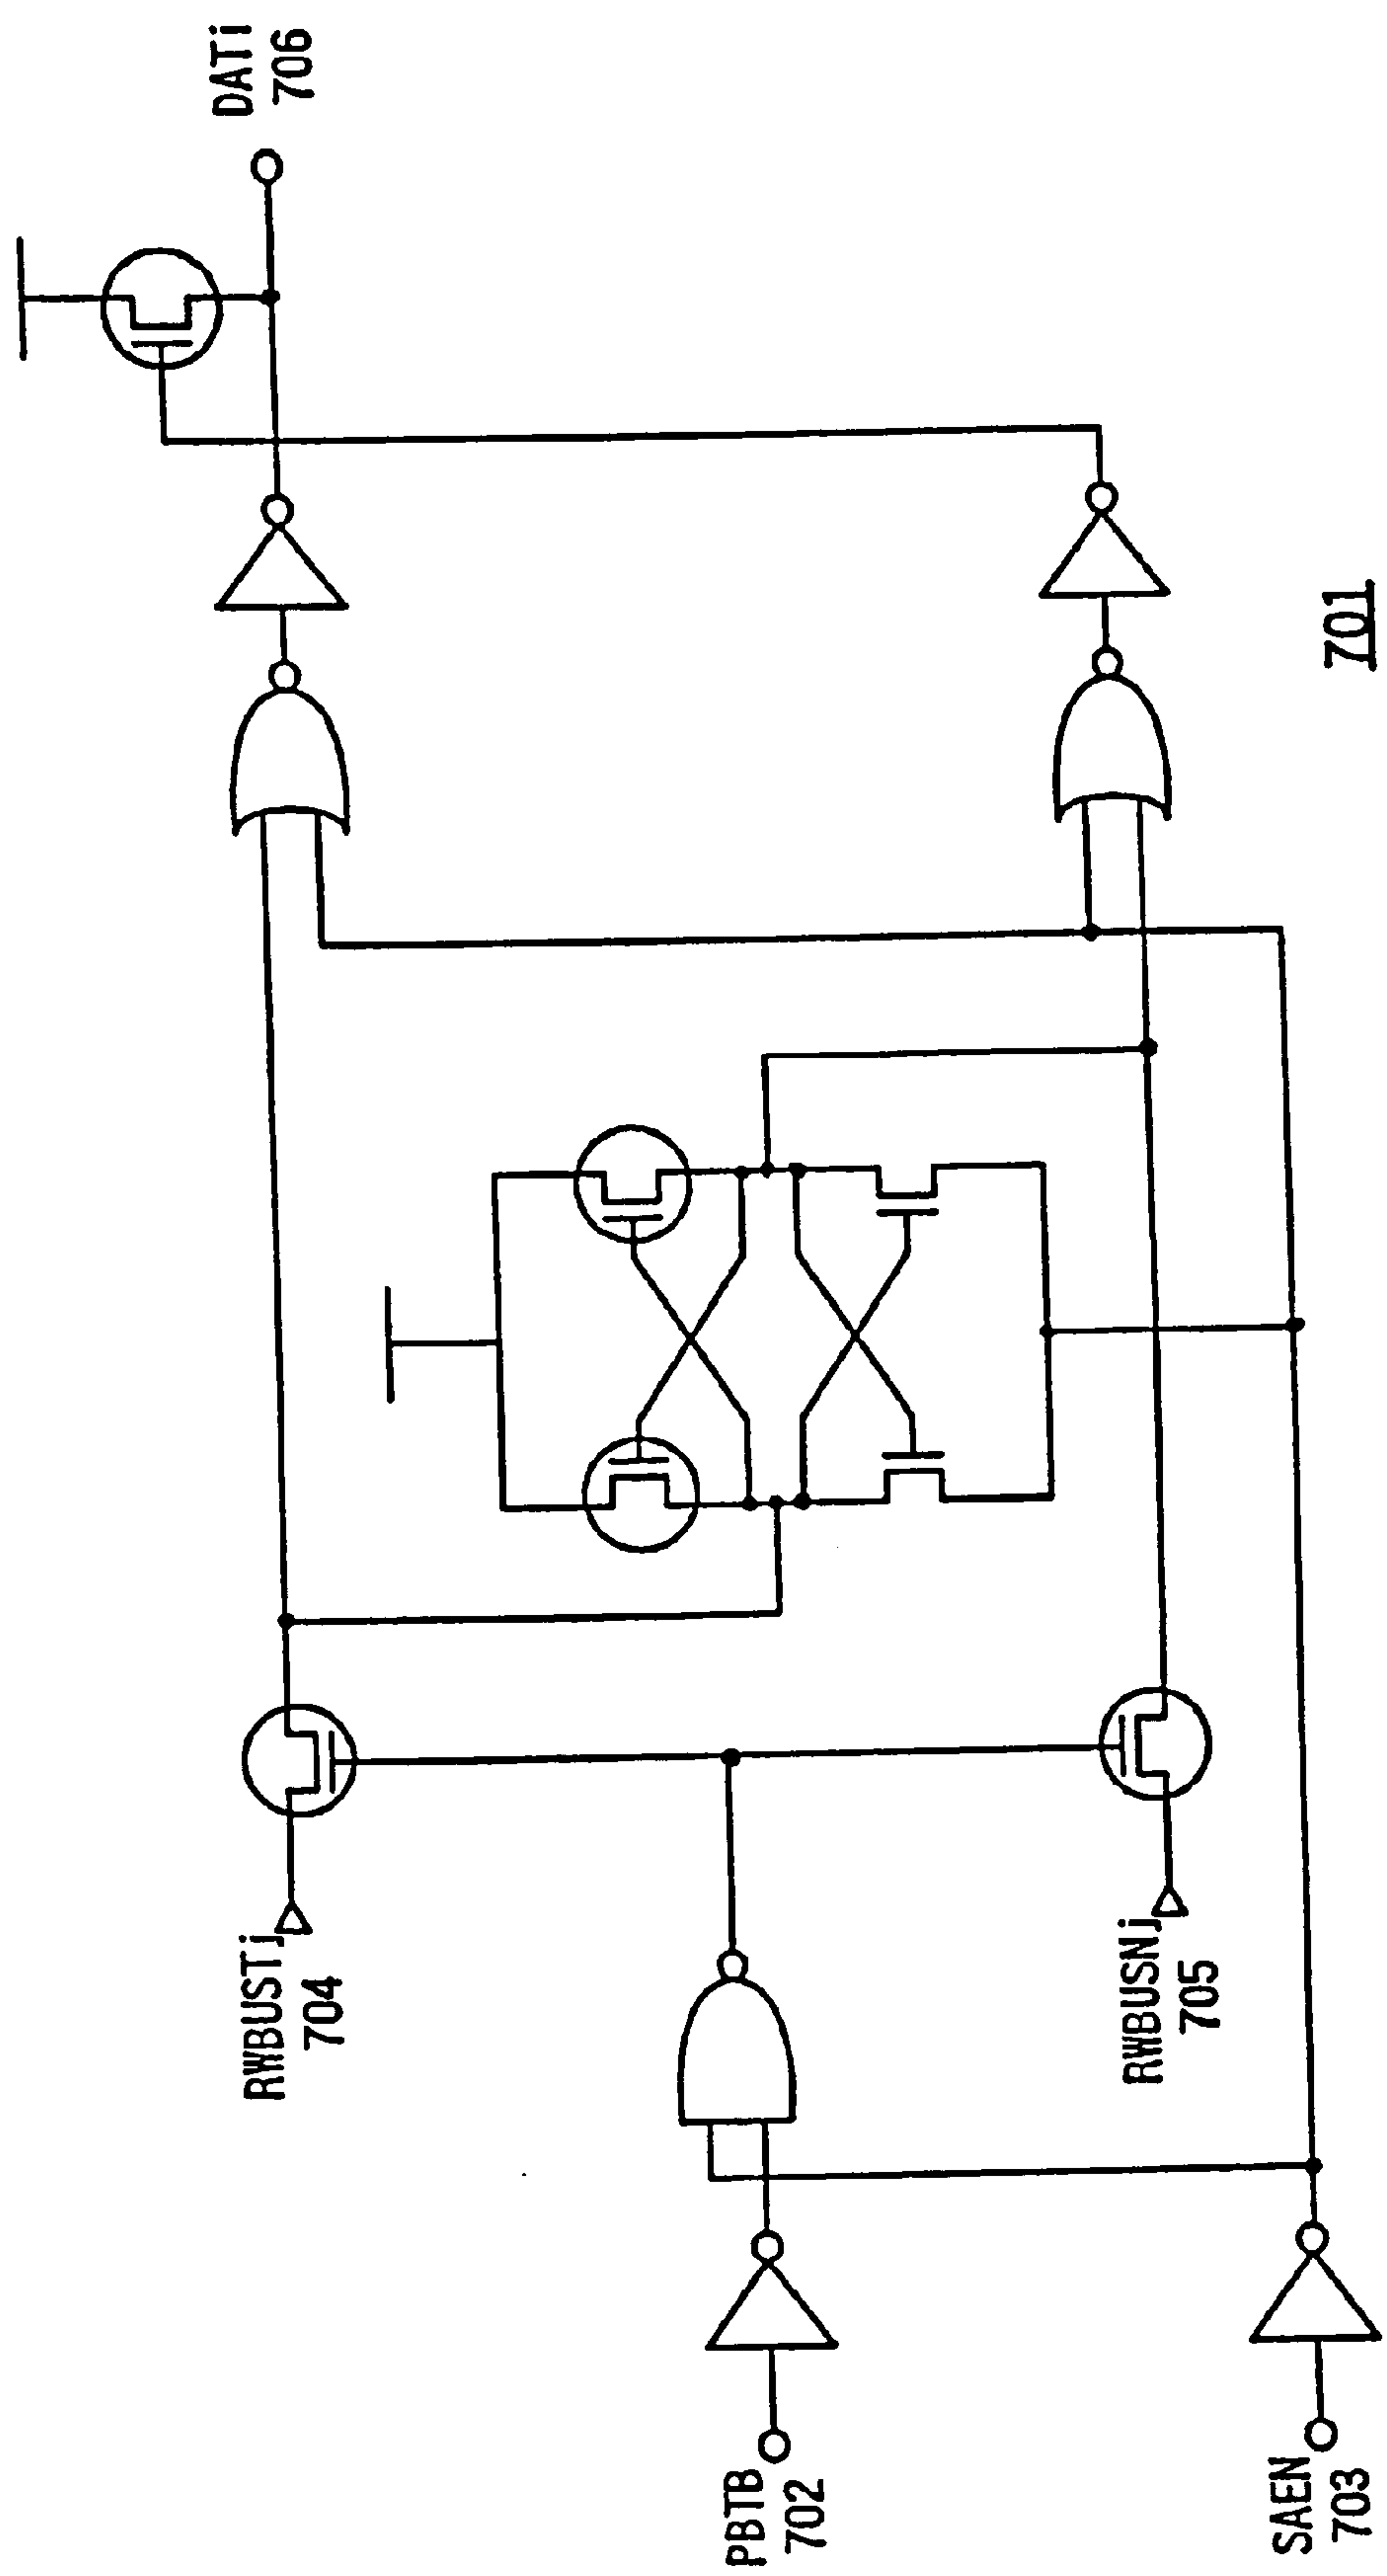 RWBUSTj
704
DATi
706
PBTB
702
RWBUSNj
705
SAEN
703
701